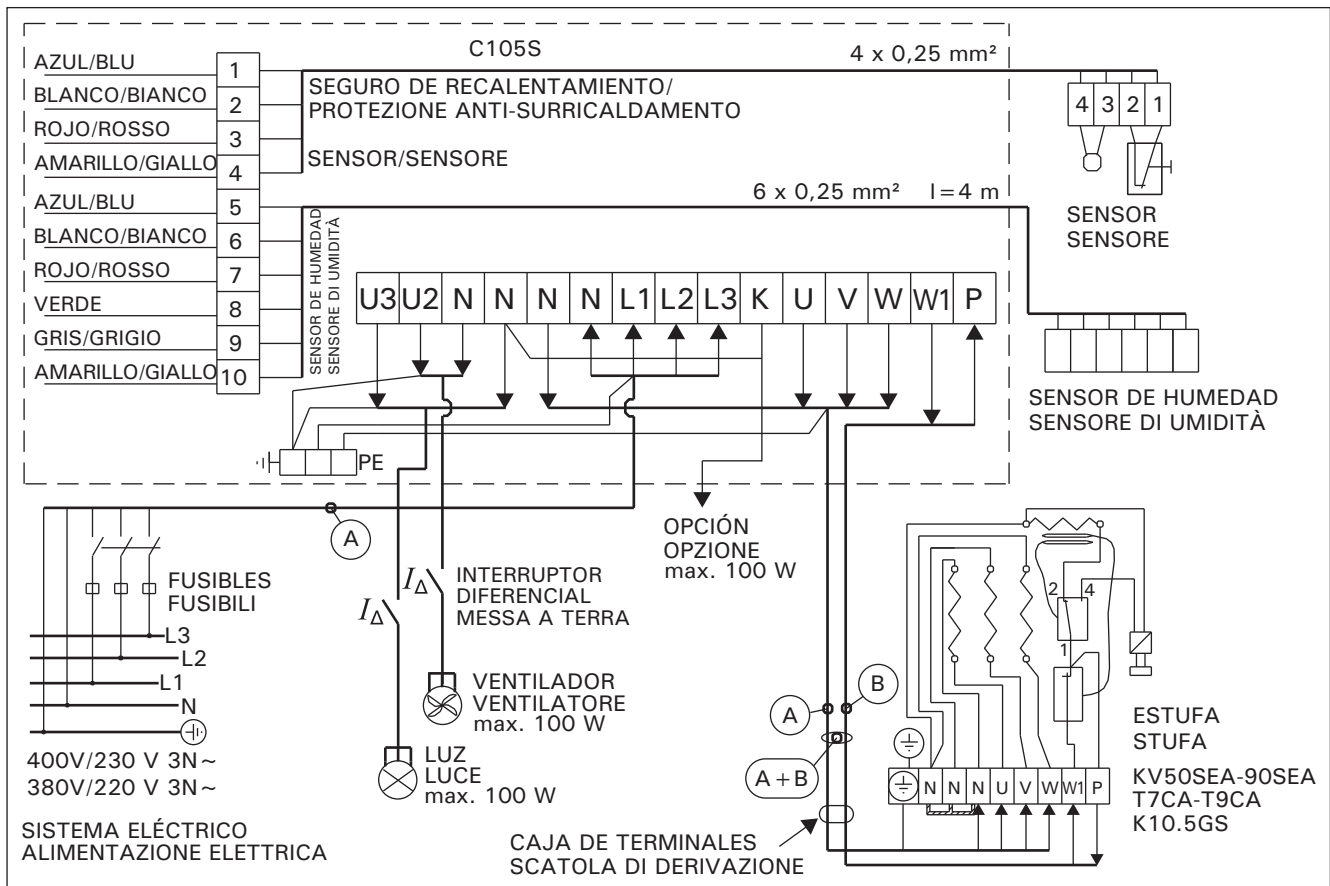 C105S
4 x 0,25 mm²
AZUL/BLU
1
BLANCO/BIANCO
2
ROJO/ROSSO
3
AMARILLO/GIALLO
4
AZUL/BLU
5
BLANCO/BIANCO
6
ROJO/ROSSO
7
VERDE
8
GRIS/GRIGIO
9
AMARILLO/GIALLO
10
SEGURO DE RECALENTAMIENTO/
PROTEZIONE ANTI-SURRICALDAMENTO
SENSOR/SENSORE
4 3 2 1
SENSOR
SENSORE
6 x 0,25 mm² l=4 m
SENSOR DE HUMEDAD
SENSORE DI UMIDITÀ
U3 U2 N N N N L1 L2 L3 K U V W W1 P
SENSOR DE HUMEDAD
SENSORE DI UMIDITÀ
PE
A
OPCIÓN
OPZIONE
max. 100 W
FUSIBLES
FUSIBILI
L3
L2
L1
N
400V/230 V 3N~
380V/220 V 3N~
SISTEMA ELÉCTRICO
ALIMENTAZIONE ELETTRICA
IΔ
IΔ
INTERRUPTOR
DIFERENCIAL
MESSA A TERRA
VENTILADOR
VENTILATORE
max. 100 W
LUZ
LUCE
max. 100 W
A
B
A+B
CAJA DE TERMINALES
SCATOLA DI DERIVAZIONE
2
4
1
N N N U V W W1 P
ESTUFA
STUFA
KV50SEA-90SEA
T7CA-T9CA
K10.5GS